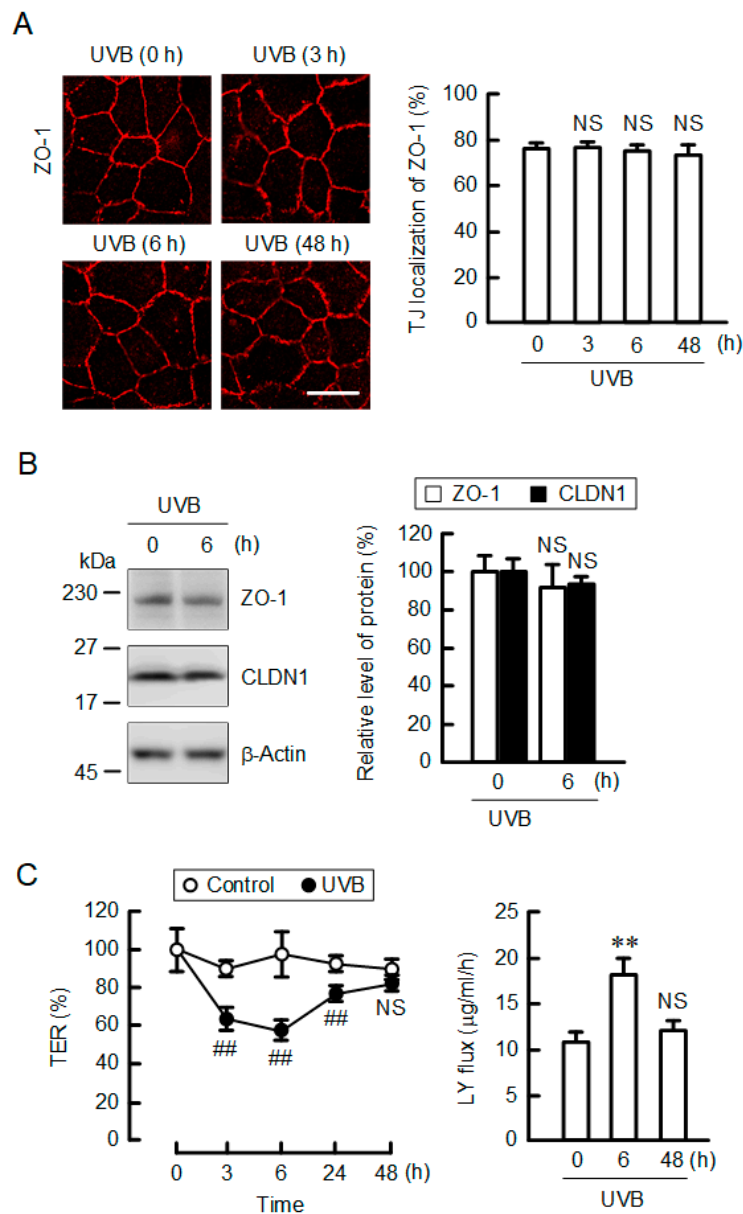 A
UVB (0 h)
UVB (3 h)
ZO-1
UVB (6 h)
UVB (48 h)
TJ localization of ZO-1 (%)
100
80
60
40
20
0
NS NS NS
0 3 6 48 (h)
UVB
B
UVB
0 6 (h)
kDa
230
ZO-1
27
CLDN1
17
β-Actin
45
ZO-1 CLDN1
Relative level of protein (%)
120
100
80
60
40
20
0
NS NS
0 6 (h)
UVB
C
Control UVB
TER (%)
120
100
80
60
40
20
0
## ## ## NS
0 3 6 24 48 (h)
Time
LY flux (μg/ml/h)
25
20
15
10
5
0
** NS
0 6 48 (h)
UVB